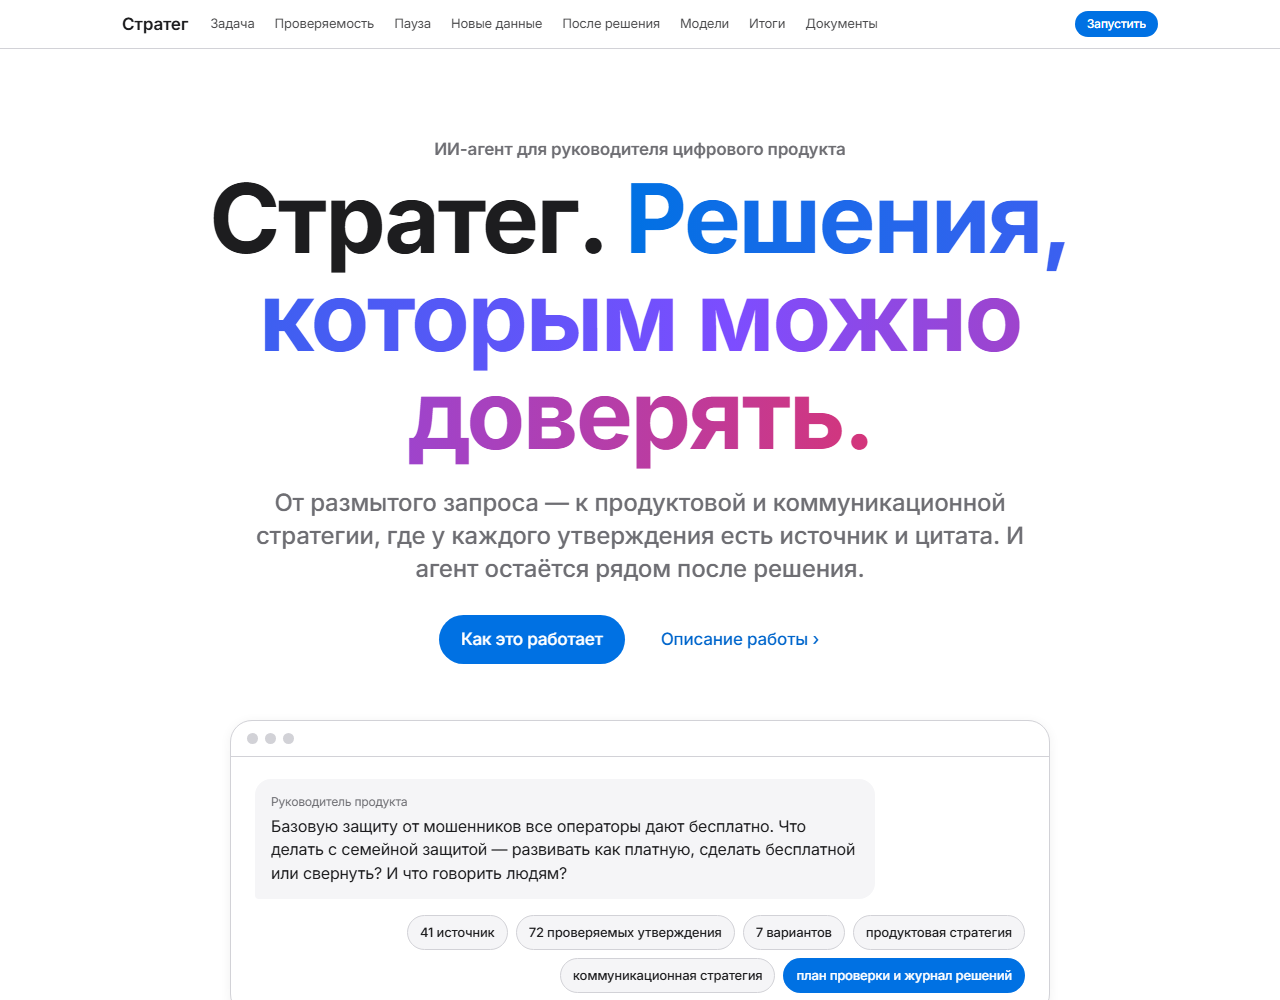 Стратег
Задача
Проверяемость
Пауза
Новые данные
После решения
Модели
Итоги
Документы
Запустить
ИИ-агент для руководителя цифрового продукта
Стратег. Решения,
которым можно
доверять.
От размытого запроса — к продуктовой и коммуникационной
стратегии, где у каждого утверждения есть источник и цитата. И
агент остаётся рядом после решения.
Как это работает
Описание работы ›
Руководитель продукта
Базовую защиту от мошенников все операторы дают бесплатно. Что
делать с семейной защитой — развивать как платную, сделать бесплатной
или свернуть? И что говорить людям?
41 источник
72 проверяемых утверждения
7 вариантов
продуктовая стратегия
коммуникационная стратегия
план проверки и журнал решений